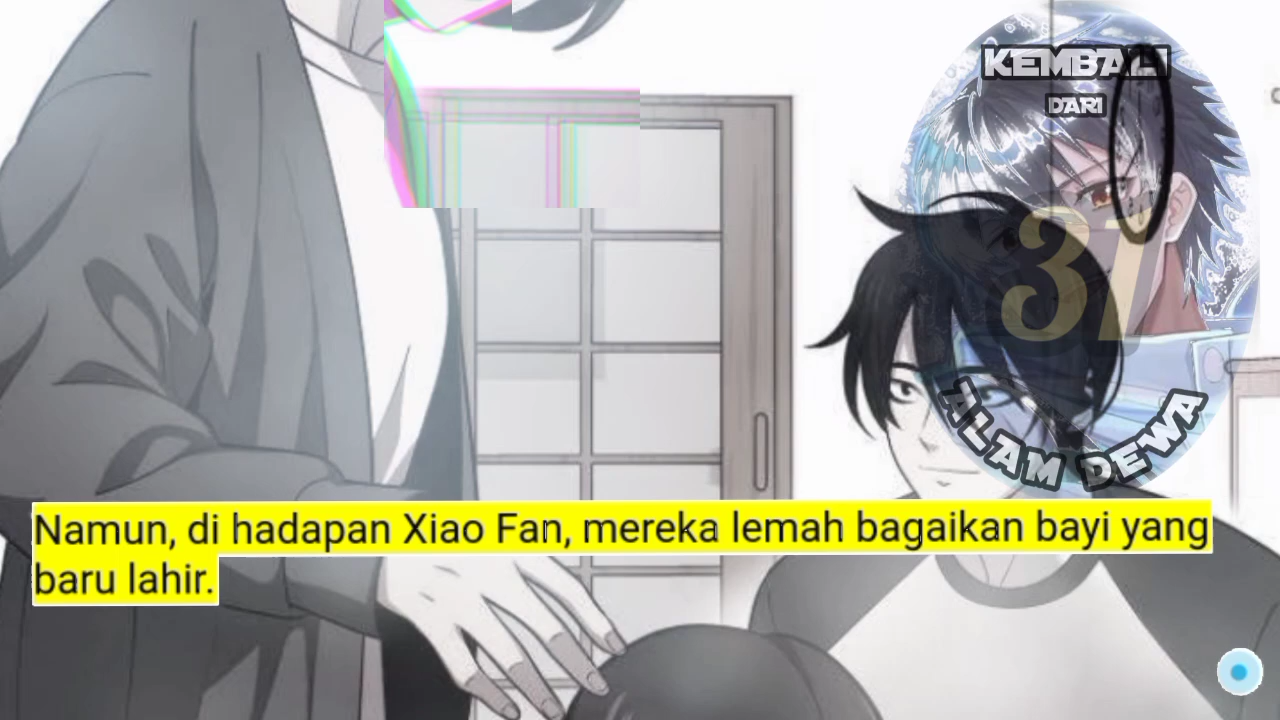 KEMBALI
DARI
37
ALAM DEWA
Namun, di hadapan Xiao Fan, mereka lemah bagaikan bayi yang
baru lahir.